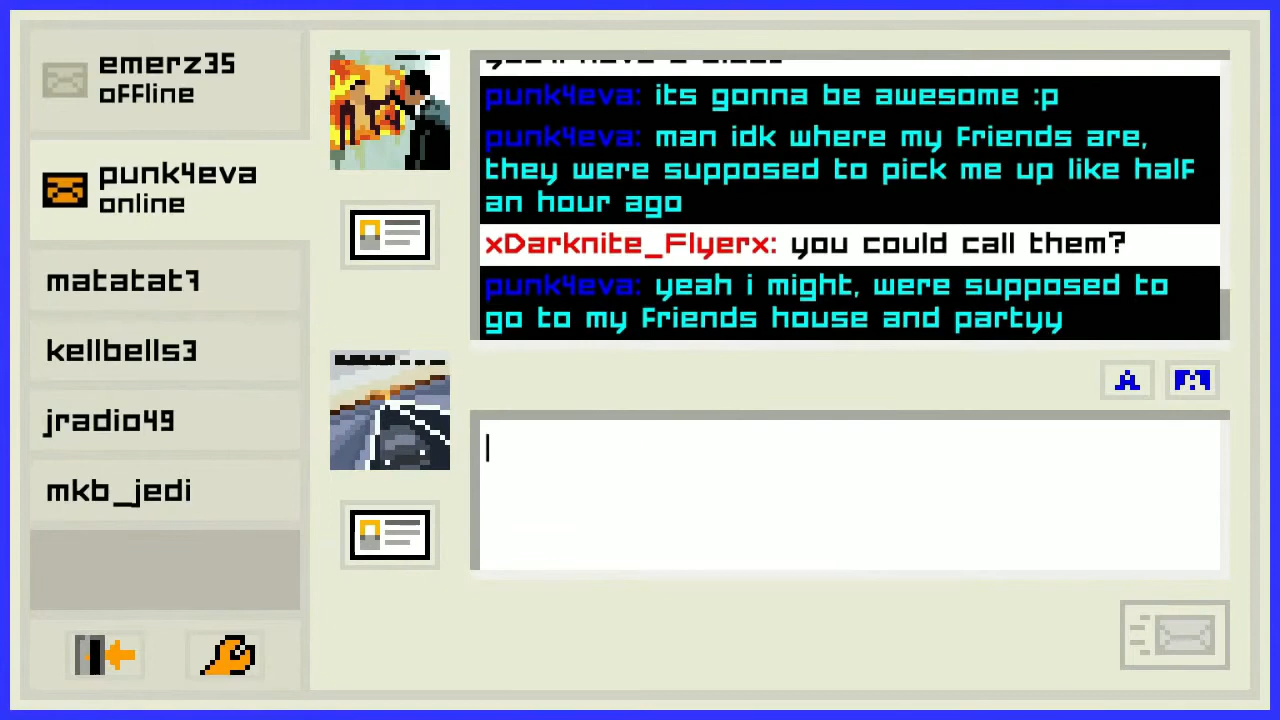 emerz35
offline
punk4eva
online
matatat7
kellbells3
jradio49
mkb_jedi
punk4eva: its gonna be awesome :p
punk4eva: man idk where my friends are,
they were supposed to pick me up like half
an hour ago
xDarknite_Flyerx: you could call them?
punk4eva: yeah i might, were supposed to
go to my friends house and partyy
A